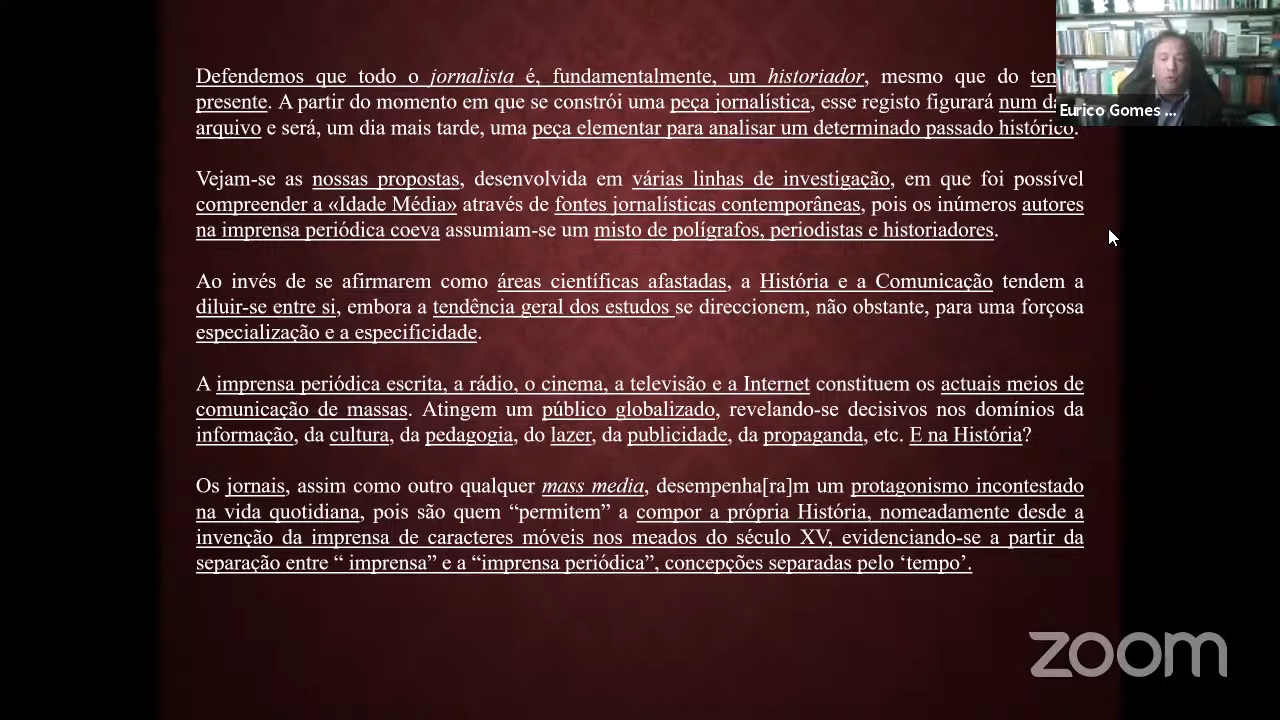 Defendemos que todo o jornalista é, fundamentalmente, um historiador, mesmo que do
presente. A partir do momento em que se constrói uma peça jornalística, esse registo figurará num
arquivo e será, um dia mais tarde, uma peça elementar para analisar um determinado passado histórico.
Vejam-se as nossas propostas, desenvolvida em várias linhas de investigação, em que foi possível
compreender a «Idade Média» através de fontes jornalísticas contemporâneas, pois os inúmeros autores
na imprensa periódica coeva assumiam-se um misto de polígrafos, periodistas e historiadores.
Ao invés de se afirmarem como áreas científicas afastadas, a História e a Comunicação tendem a
diluir-se entre si, embora a tendência geral dos estudos se direccionem, não obstante, para uma forçosa
especialização e a especificidade.
A imprensa periódica escrita, a rádio, o cinema, a televisão e a Internet constituem os actuais meios de
comunicação de massas. Atingem um público globalizado, revelando-se decisivos nos domínios da
informação, da cultura, da pedagogia, do lazer, da publicidade, da propaganda, etc. E na História?
Os jornais, assim como outro qualquer mass media, desempenha[ra]m um protagonismo incontestado
na vida quotidiana, pois são quem “permitem” a compor a própria História, nomeadamente desde a
invenção da imprensa de caracteres móveis nos meados do século XV, evidenciando-se a partir da
separação entre “ imprensa” e a “imprensa periódica”, concepções separadas pelo ‘tempo’.
Eurico Gomes ...
zoom